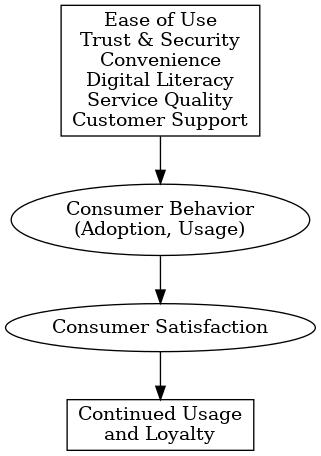 Ease of Use
Trust & Security
Convenience
Digital Literacy
Service Quality
Customer Support
Consumer Behavior
(Adoption, Usage)
Consumer Satisfaction
Continued Usage
and Loyalty